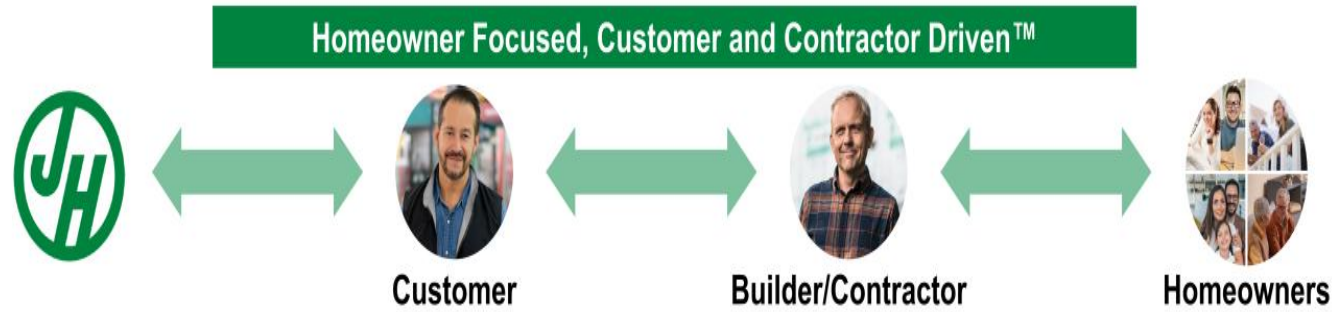 Homeowner Focused, Customer and Contractor Driven™
JH
Customer
Builder/Contractor
Homeowners